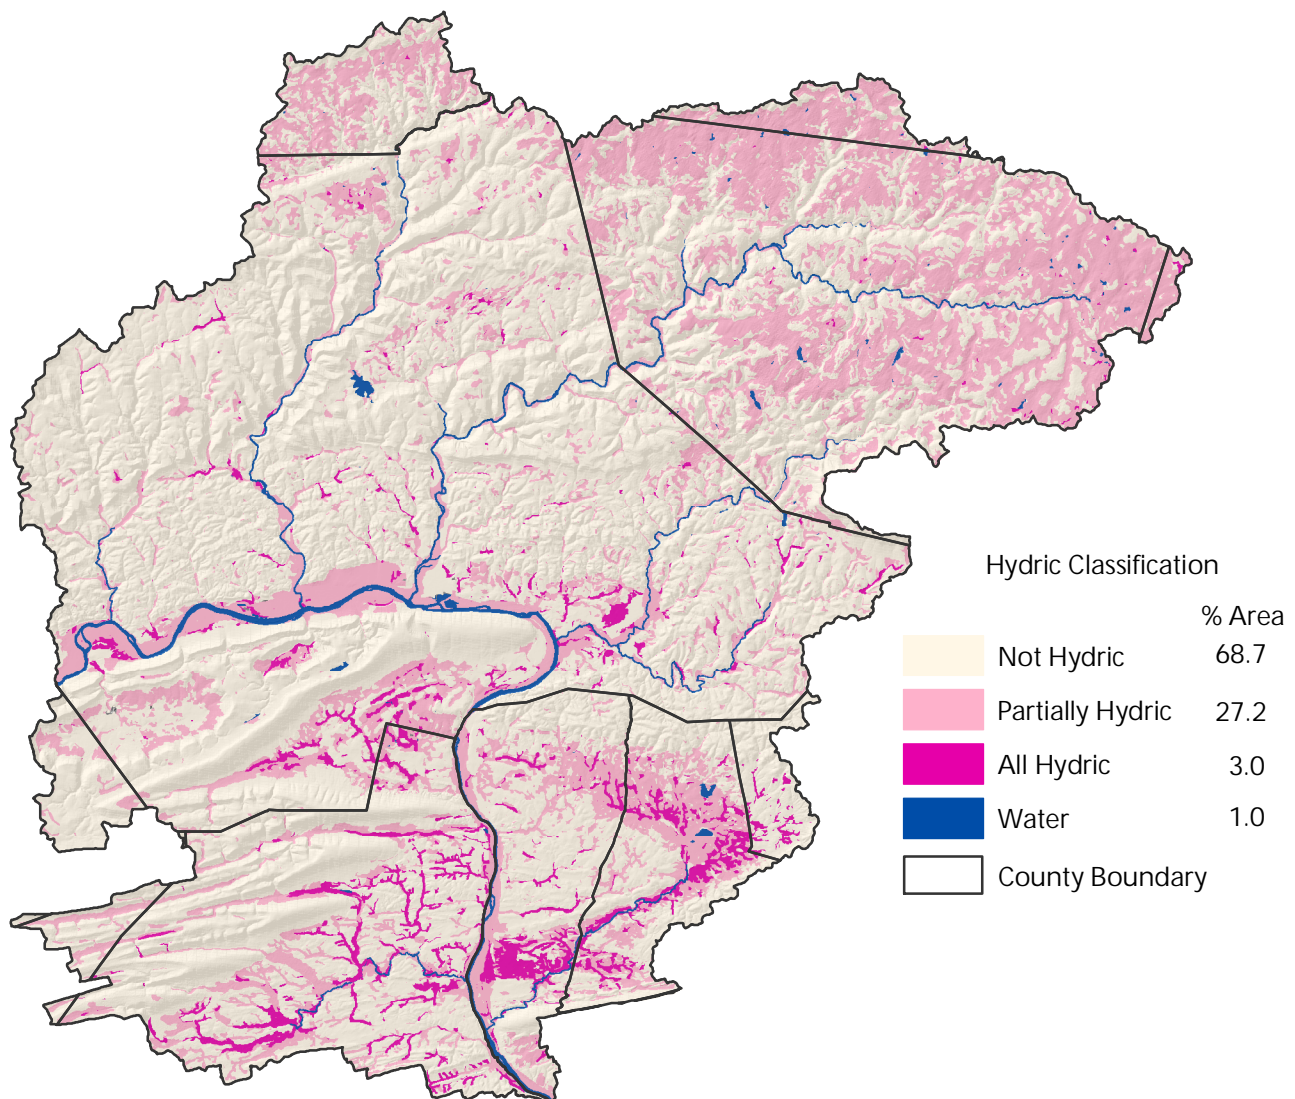 Hydric Classification
% Area
Not Hydric 68.7
Partially Hydric 27.2
All Hydric 3.0
Water 1.0
County Boundary